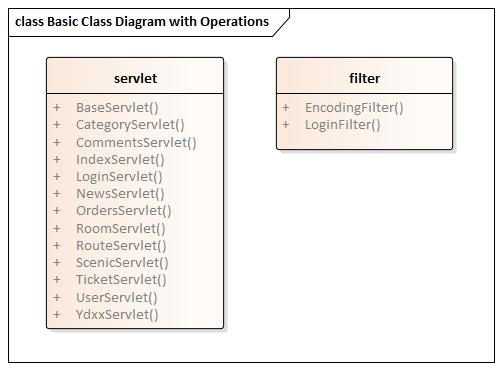 class Basic Class Diagram with Operations
servlet
+ BaseServlet()
+ CategoryServlet()
+ CommentsServlet()
+ IndexServlet()
+ LoginServlet()
+ NewsServlet()
+ OrdersServlet()
+ RoomServlet()
+ RouteServlet()
+ ScenicServlet()
+ TicketServlet()
+ UserServlet()
+ YdxxServlet()
filter
+ EncodingFilter()
+ LoginFilter()